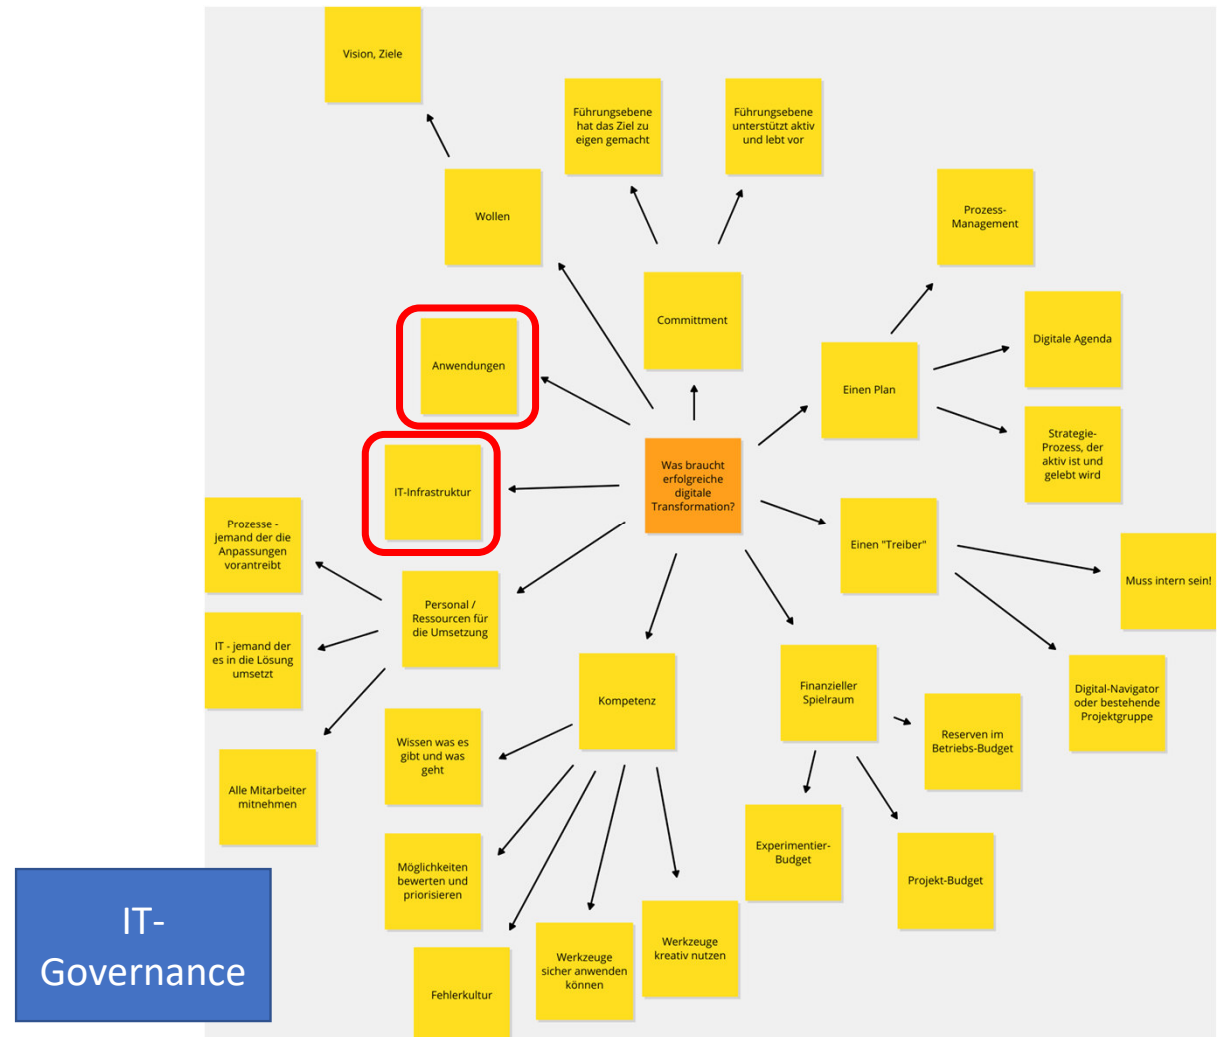 Vision, Ziele
Führungsebene
hat das Ziel zu
eigen gemacht
Führungsebene
unterstützt aktiv
und lebt vor
Wollen
Prozess-
Management
Committment
Digitale Agenda
Anwendungen
Einen Plan
Strategie-
Prozess, der
aktiv ist und
gelebt wird
IT-Infrastruktur
Was braucht
erfolgreiche
digitale
Transformation?
Prozesse -
jemand der die
Anpassungen
vorantreibt
Einen "Treiber"
Muss intern sein!
Personal /
Ressourcen für
die Umsetzung
IT - jemand der
es in die Lösung
umsetzt
Kompetenz
Finanzieller
Spielraum
Digital-Navigator
oder bestehende
Projektgruppe
Wissen was es
gibt und was
geht
Reserven im
Betriebs-Budget
Alle Mitarbeiter
mitnehmen
Experimentier-
Budget
Möglichkeiten
bewerten und
priorisieren
Projekt-Budget
IT-
Governance
Werkzeuge
kreativ nutzen
Werkzeuge
sicher anwenden
können
Fehlerkultur